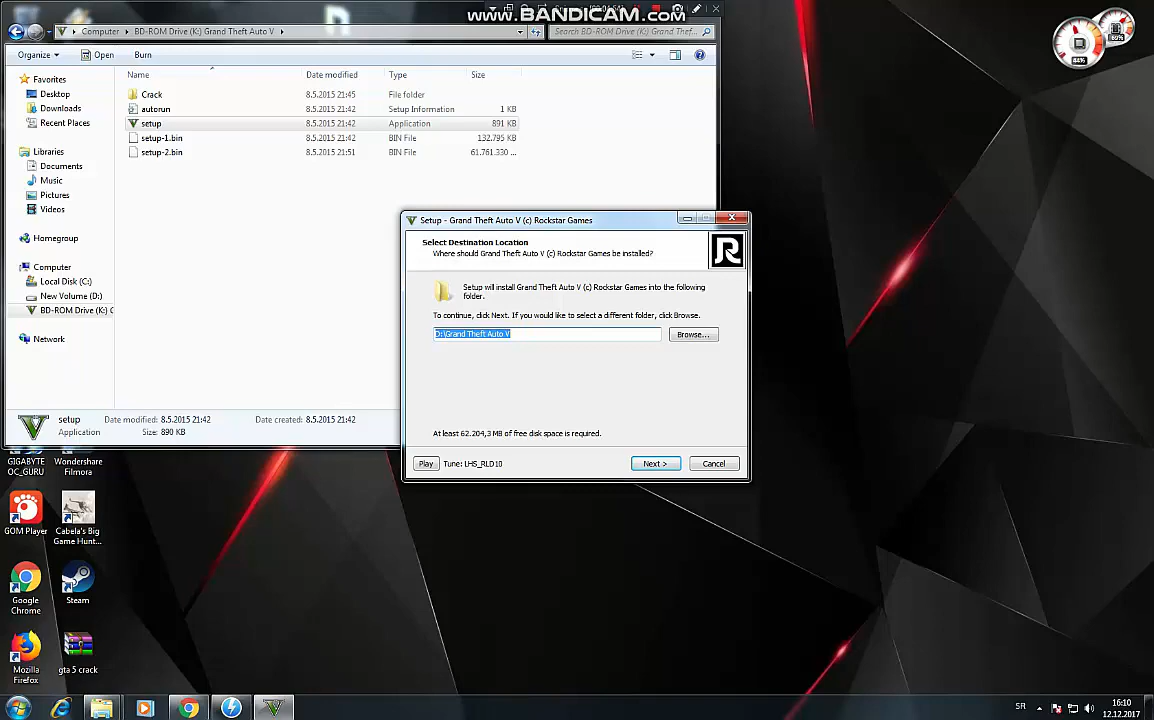 www.BANDICAM.com
Computer ▸ BD-ROM Drive (K:) Grand Theft Auto V ▸
Search BD-ROM Drive (K:) Grand Thef...
Organize
Open
Burn
Favorites
Desktop
Downloads
Recent Places
Libraries
Documents
Music
Pictures
Videos
Homegroup
Computer
Local Disk (C:)
New Volume (D:)
BD-ROM Drive (K:) G
Network
Name Date modified Type Size
Crack 8.5.2015 21:45 File folder
autorun 8.5.2015 21:42 Setup Information 1 KB
setup 8.5.2015 21:42 Application 891 KB
setup-1.bin 8.5.2015 21:42 BIN File 132.795 KB
setup-2.bin 8.5.2015 21:51 BIN File 61.761.330 ...
setup Date modified: 8.5.2015 21:42 Date created: 8.5.2015 21:42
Application Size: 890 KB
Setup - Grand Theft Auto V (c) Rockstar Games
Select Destination Location
Where should Grand Theft Auto V (c) Rockstar Games be installed?
Setup will install Grand Theft Auto V (c) Rockstar Games into the following
folder.
To continue, click Next. If you would like to select a different folder, click Browse.
D:\Grand Theft Auto V
Browse...
At least 62.204,3 MB of free disk space is required.
Play
Tune: LHS_RLD10
Next >
Cancel
84%
GIGABYTE
OC_GURU
Wondershare
Filmora
GOM Player
Cabela's Big
Game Hunt...
Google
Chrome
Steam
Mozilla
Firefox
gta 5 crack
SR
16:10
12.12.2017